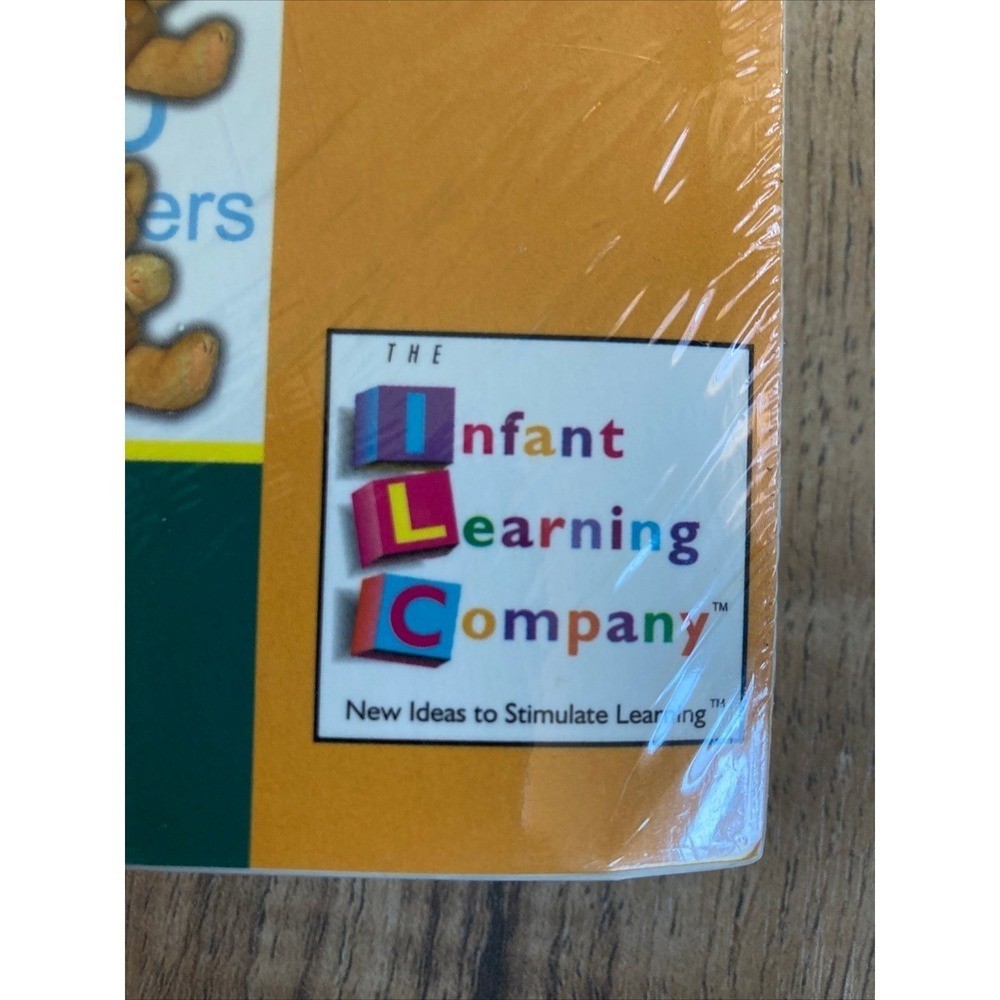 ers
THE
Infant
Learning
Company™
New Ideas to Stimulate Learning™